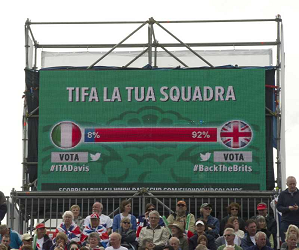 TIFA LA TUA SQUADRA
8% 92%
VOTA VOTA
#ITADavis #BackTheBrits